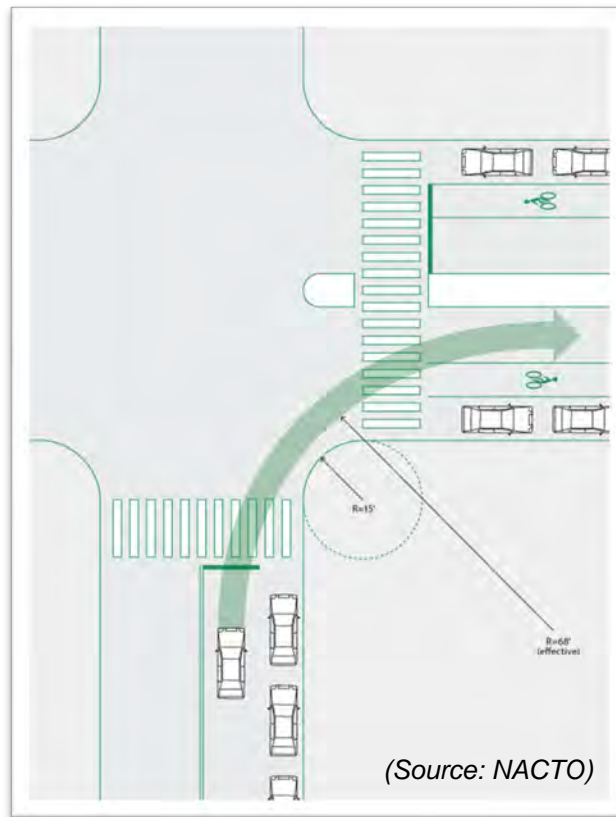 R=15'
R=68'
(effective)
(Source: NACTO)